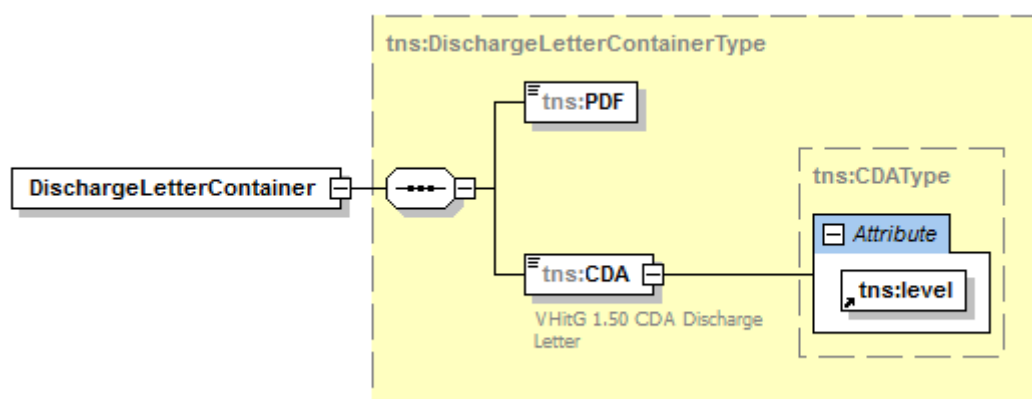 tns:DischargeLetterContainerType
tns:PDF
DischargeLetterContainer
tns:CDAType
Attribute
tns:CDA
tns:level
VHitG 1.50 CDA Discharge
Letter